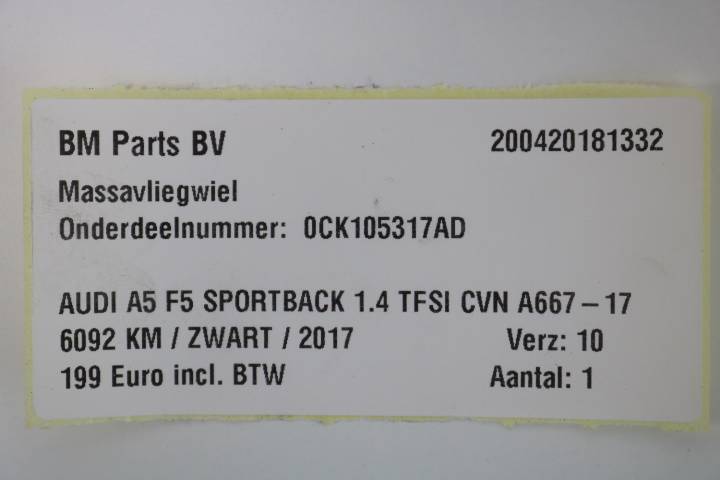 BM Parts BV 200420181332
Massavliegwiel
Onderdeelnummer: 0CK105317AD
AUDI A5 F5 SPORTBACK 1.4 TFSI CVN A667-17
6092 KM / ZWART / 2017 Verz: 10
199 Euro incl. BTW Aantal: 1